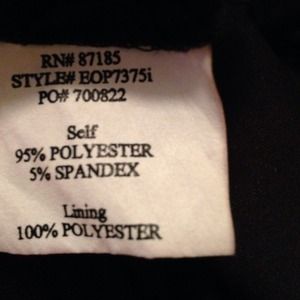 RN# 87185
STYLE# EOP7375i
PO# 700822
Self
95% POLYESTER
5% SPANDEX
Lining
100% POLYESTER